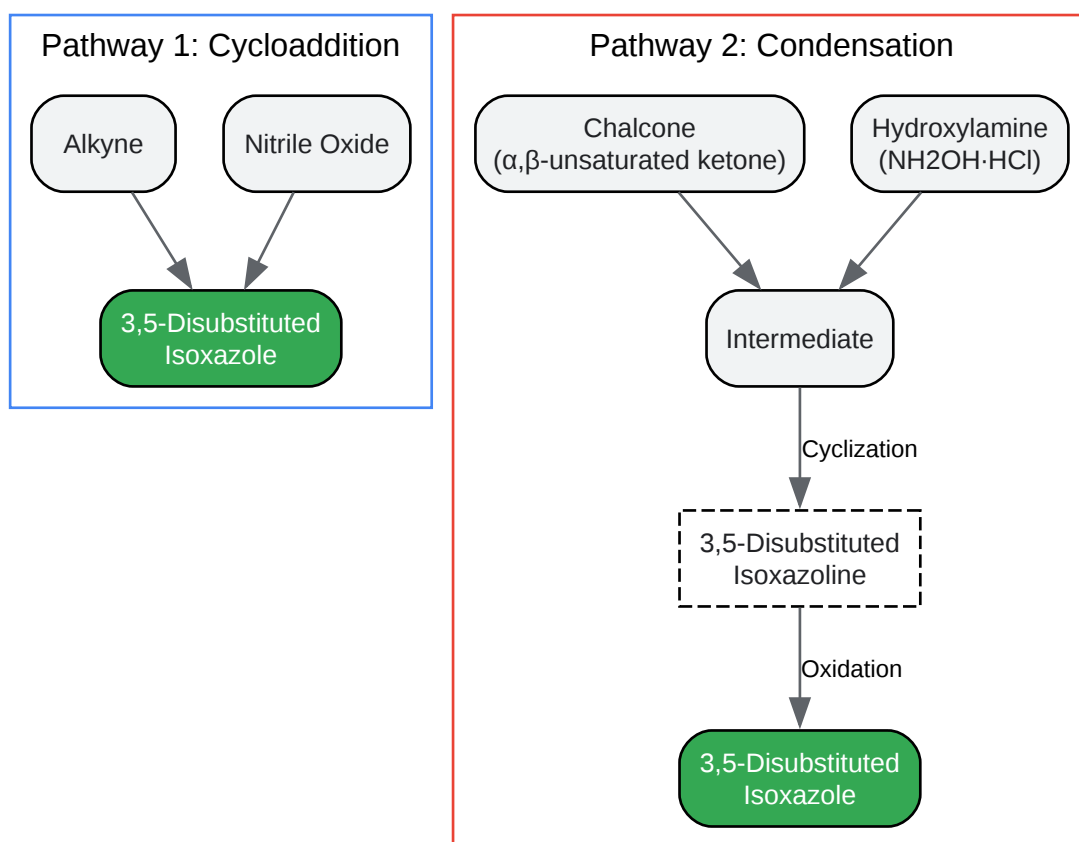 Pathway 1: Cycloaddition
Alkyne
Nitrile Oxide
3,5-Disubstituted
Isoxazole
Pathway 2: Condensation
Chalcone
(α,β-unsaturated ketone)
Hydroxylamine
(NH2OH·HCl)
Intermediate
Cyclization
3,5-Disubstituted
Isoxazoline
Oxidation
3,5-Disubstituted
Isoxazole